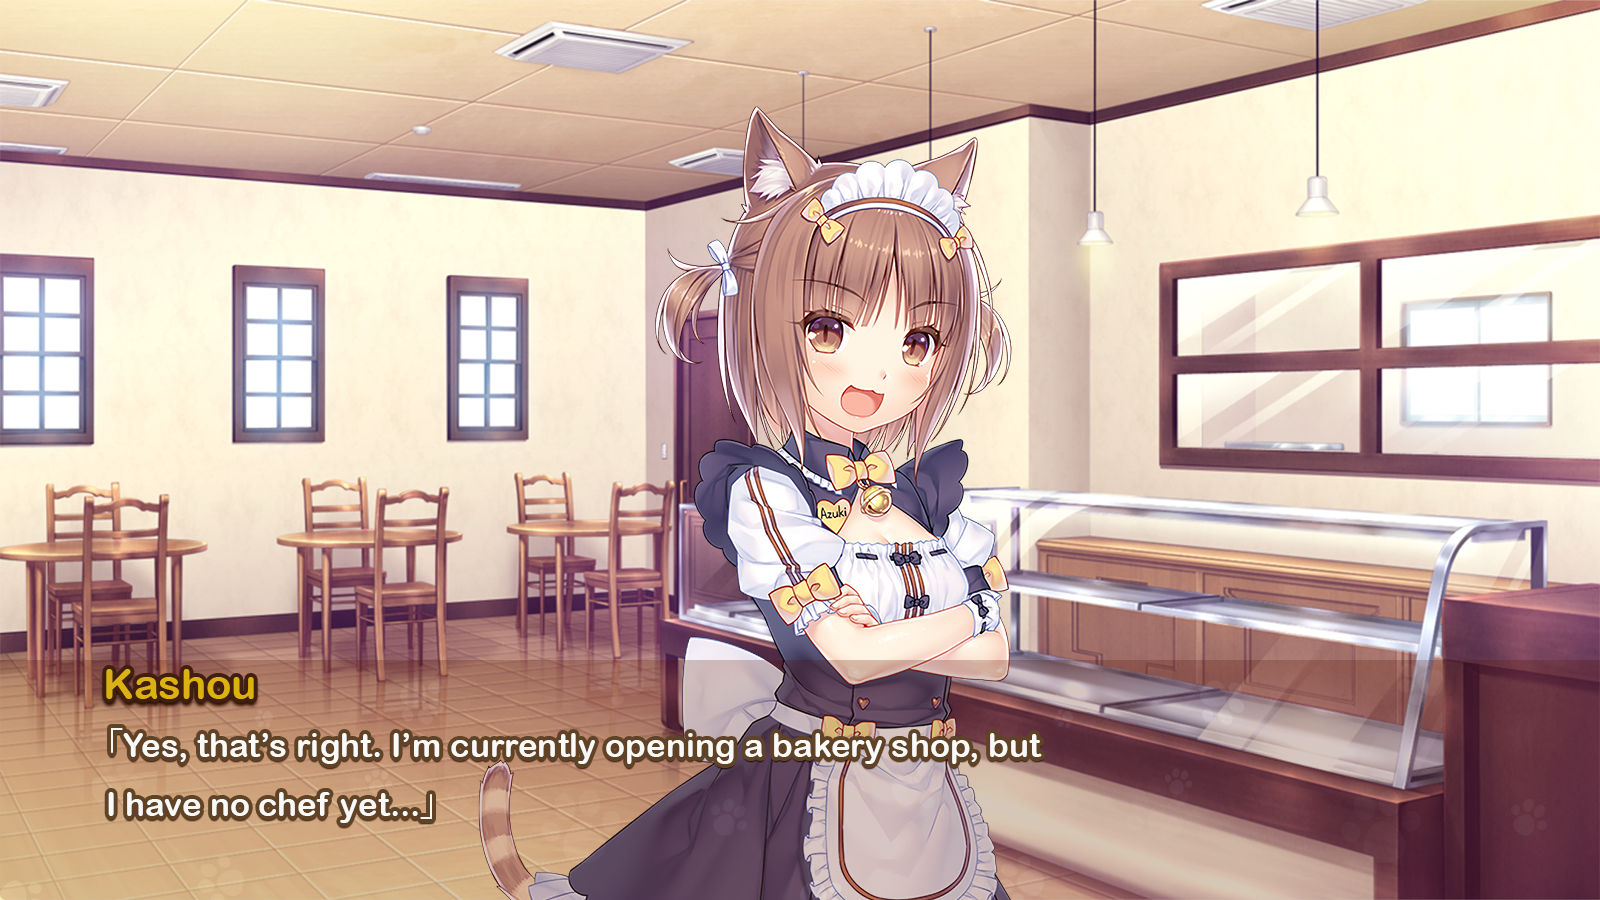 Azuki
Kashou
「Yes, that's right. I'm currently opening a bakery shop, but
I have no chef yet...」